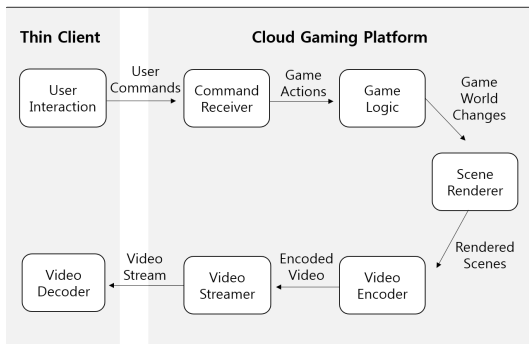 Thin Client
Cloud Gaming Platform
User
Interaction
User
Commands
Command
Receiver
Game
Actions
Game
Logic
Game
World
Changes
Scene
Renderer
Rendered
Scenes
Video
Encoder
Encoded
Video
Video
Streamer
Video
Stream
Video
Decoder